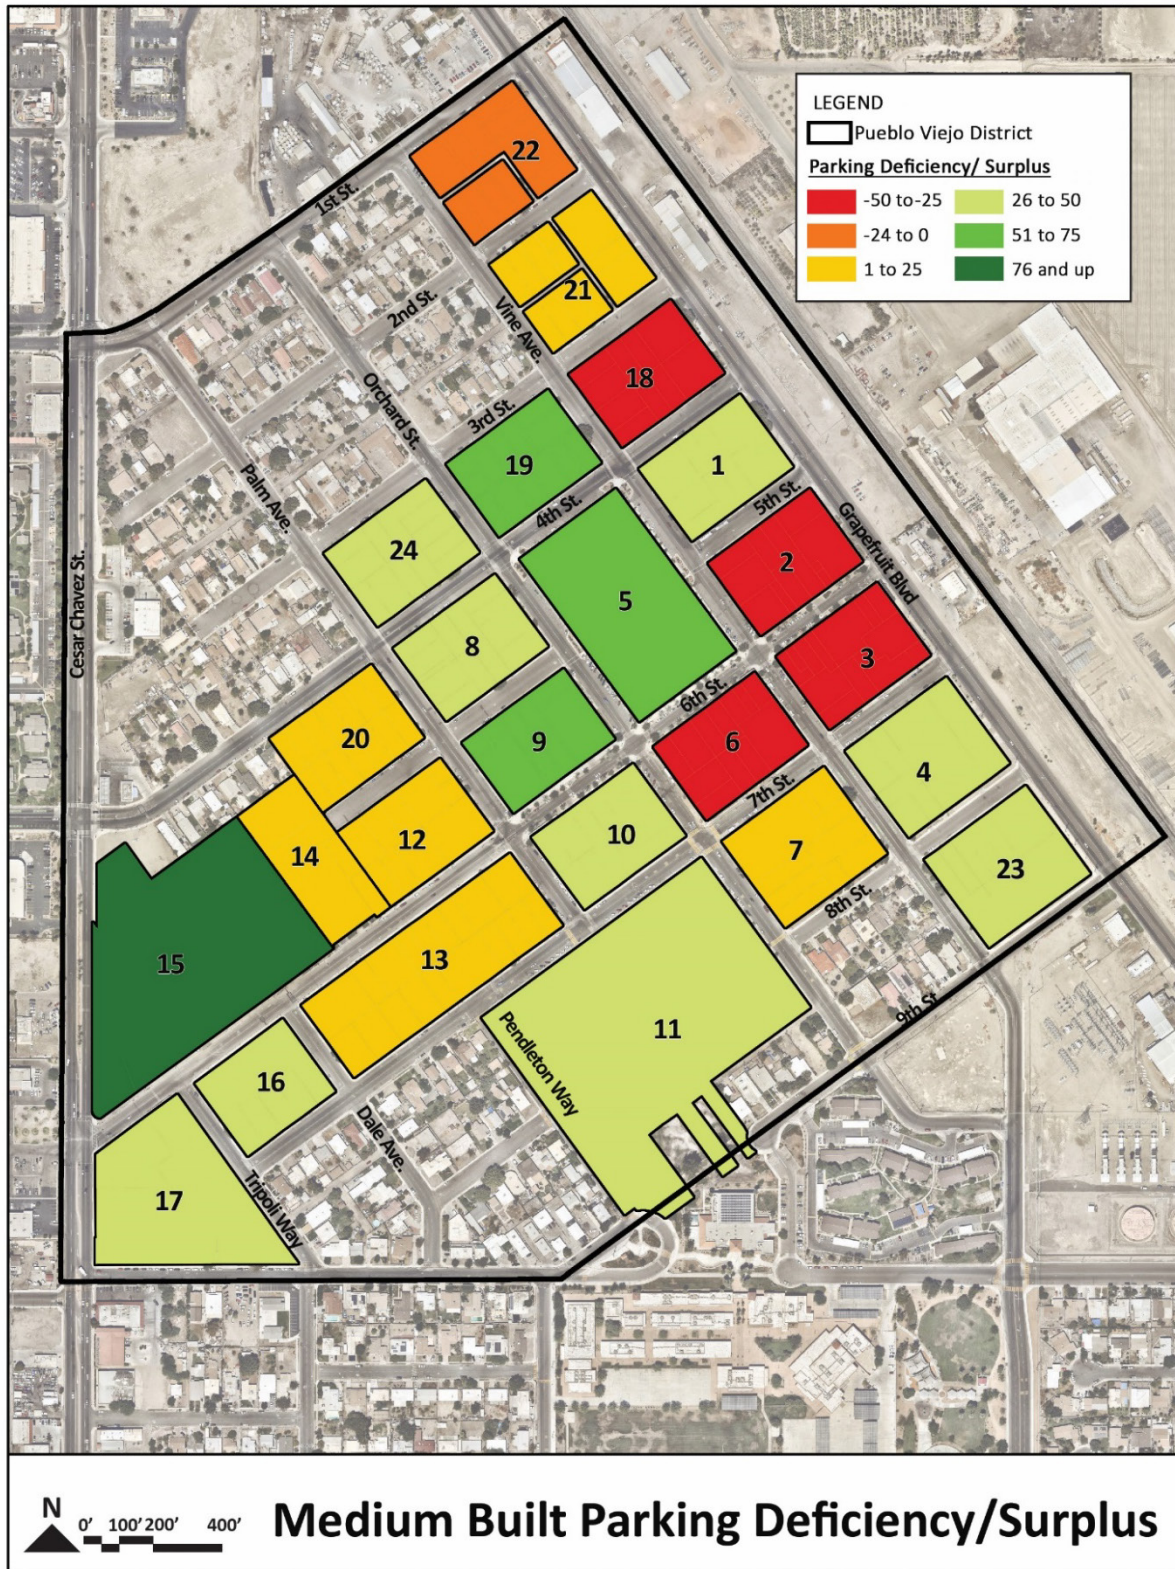 LEGEND
Pueblo Viejo District
Parking Deficiency/ Surplus
-50 to-25
26 to 50
-24 to 0
51 to 75
1 to 25
76 and up
22
1st St.
21
2nd St.
Vine Ave.
18
Orchard St.
3rd St.
19
1
Palm Ave.
4th St.
5th St.
Grapefruit Blvd
24
2
Cesar Chavez St.
5
8
3
6th St.
20
9
6
4
7th St.
12
10
14
7
23
8th St.
13
15
9th St.
Pendleton Way
11
16
Dale Ave.
17
Tripoli Way
N
0' 100' 200' 400'
Medium Built Parking Deficiency/Surplus